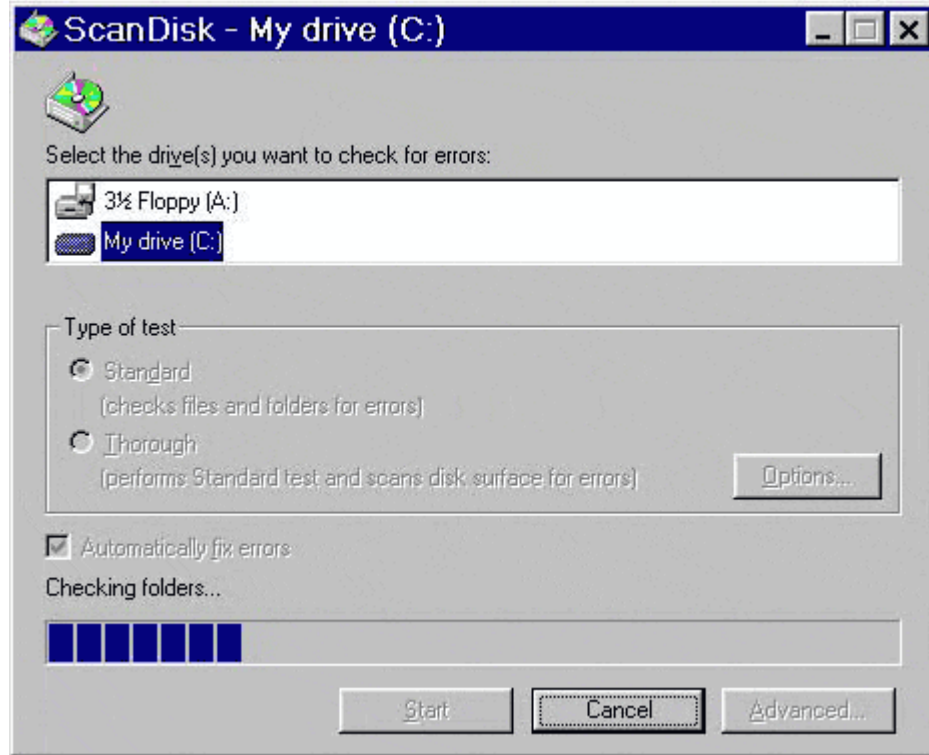 ScanDisk - My drive (C:)
Select the drive(s) you want to check for errors:
3½ Floppy (A:)
My drive (C:)
Type of test
Standard
(checks files and folders for errors)
Thorough
(performs Standard test and scans disk surface for errors)
Options...
Automatically fix errors
Checking folders...
Start Cancel Advanced...